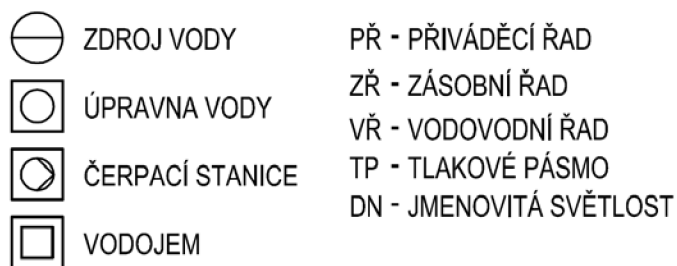 ZDROJ VODY
ÚPRAVNA VODY
ČERPACÍ STANICE
VODOJEM
PŘ - PŘIVÁDĚCÍ ŘAD
ZŘ - ZÁSOBNÍ ŘAD
VŘ - VODOVODNÍ ŘAD
TP - TLAKOVÉ PÁSMO
DN - JMENOVITÁ SVĚTLOST